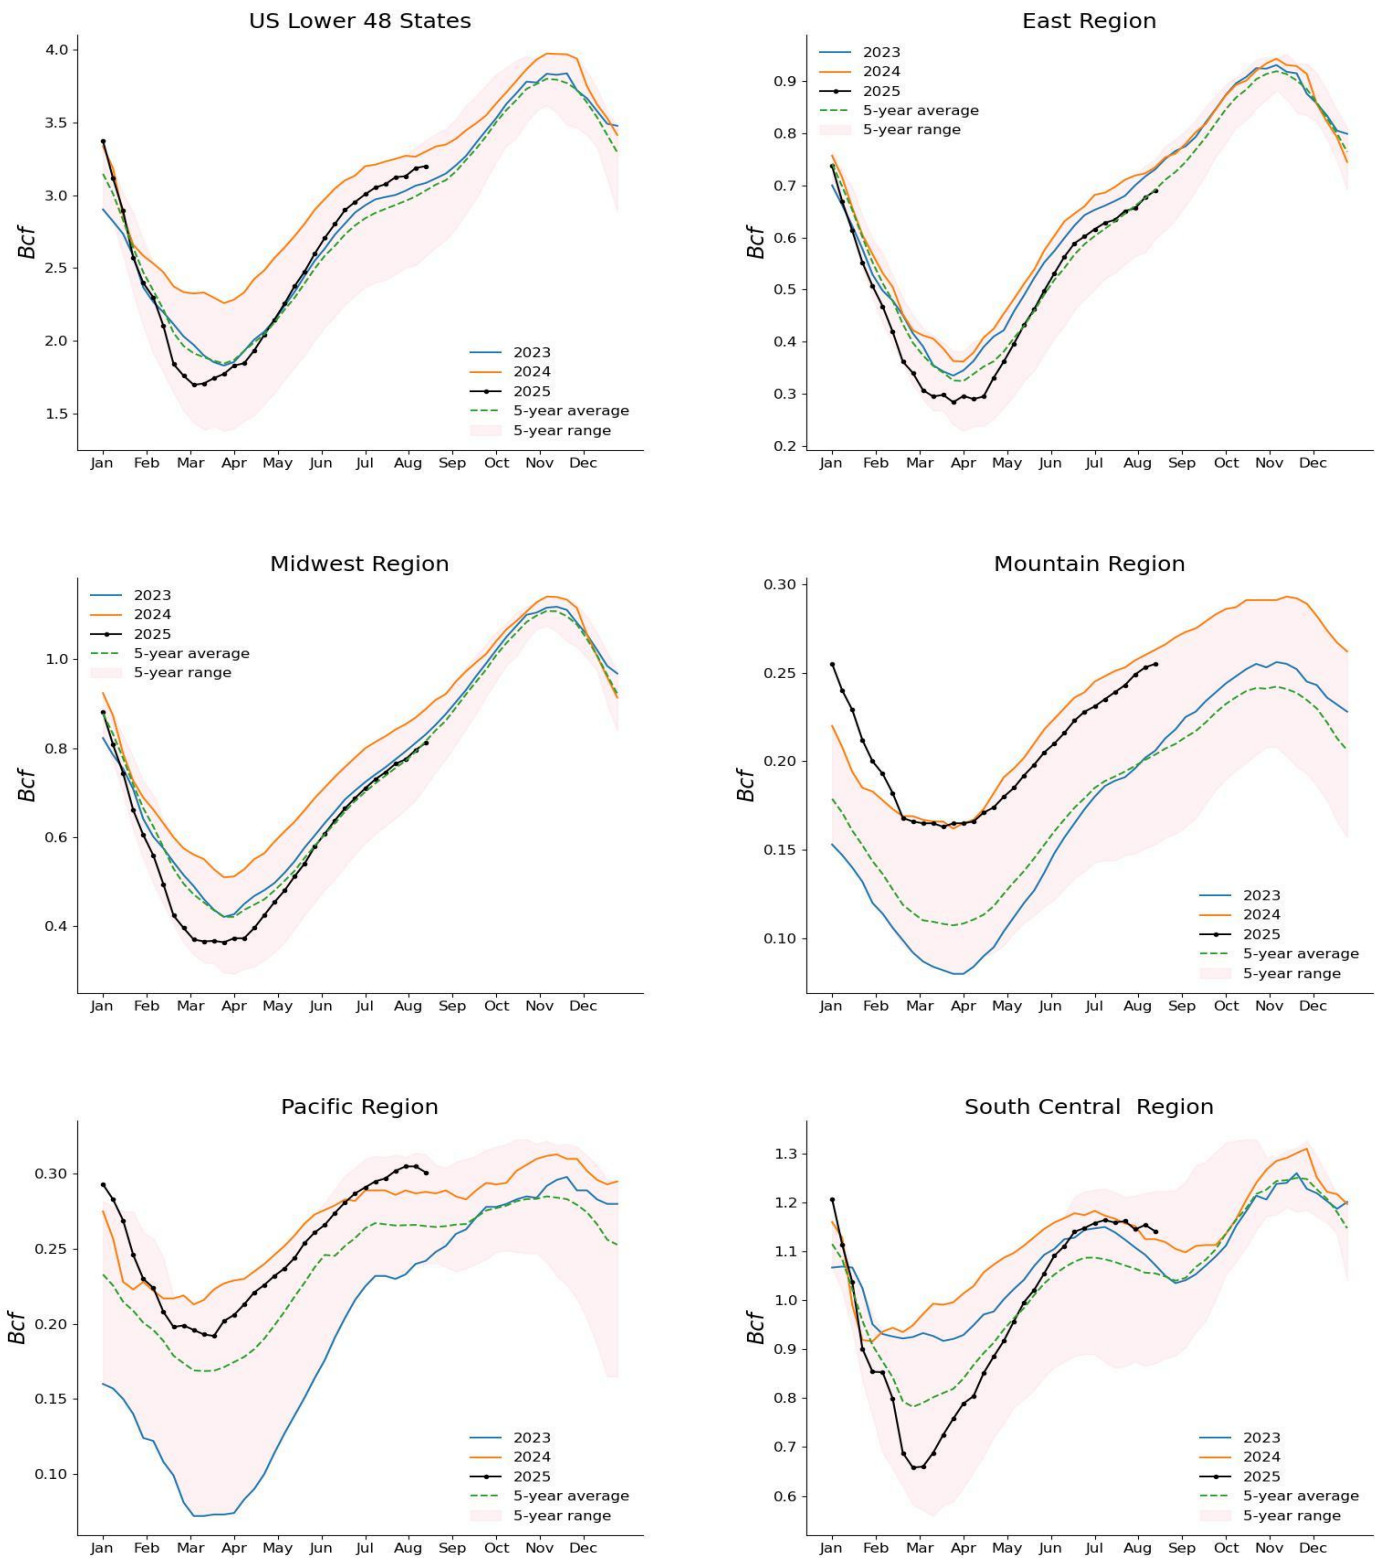 US Lower 48 States
4.0
3.5
3.0
2.5
2.0
1.5
Bcf
2023
2024
2025
5-year average
5-year range
Jan Feb Mar Apr May Jun Jul Aug Sep Oct Nov Dec
East Region
0.9
0.8
0.7
0.6
0.5
0.4
0.3
0.2
Bcf
2023
2024
2025
5-year average
5-year range
Jan Feb Mar Apr May Jun Jul Aug Sep Oct Nov Dec
Midwest Region
1.0
0.8
0.6
0.4
Bcf
2023
2024
2025
5-year average
5-year range
Jan Feb Mar Apr May Jun Jul Aug Sep Oct Nov Dec
Mountain Region
0.30
0.25
0.20
0.15
0.10
Bcf
2023
2024
2025
5-year average
5-year range
Jan Feb Mar Apr May Jun Jul Aug Sep Oct Nov Dec
Pacific Region
0.30
0.25
0.20
0.15
0.10
Bcf
2023
2024
2025
5-year average
5-year range
Jan Feb Mar Apr May Jun Jul Aug Sep Oct Nov Dec
South Central Region
1.3
1.2
1.1
1.0
0.9
0.8
0.7
0.6
Bcf
2023
2024
2025
5-year average
5-year range
Jan Feb Mar Apr May Jun Jul Aug Sep Oct Nov Dec